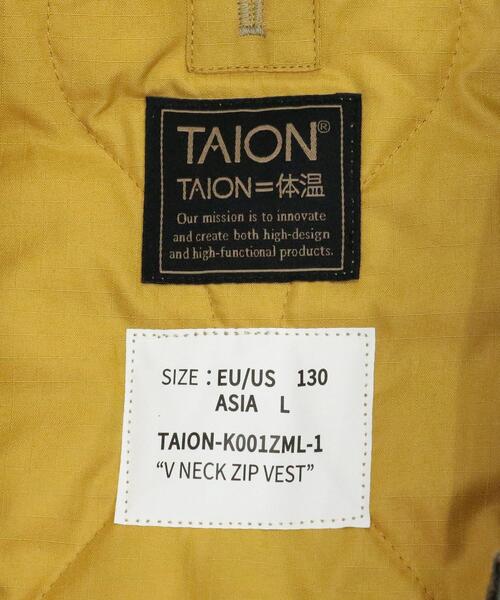 TAION®
TAION=体温
Our mission is to innovate
and create both high-design
and high-functional products.
SIZE : EU/US 130
ASIA L
TAION-K001ZML-1
“V NECK ZIP VEST”